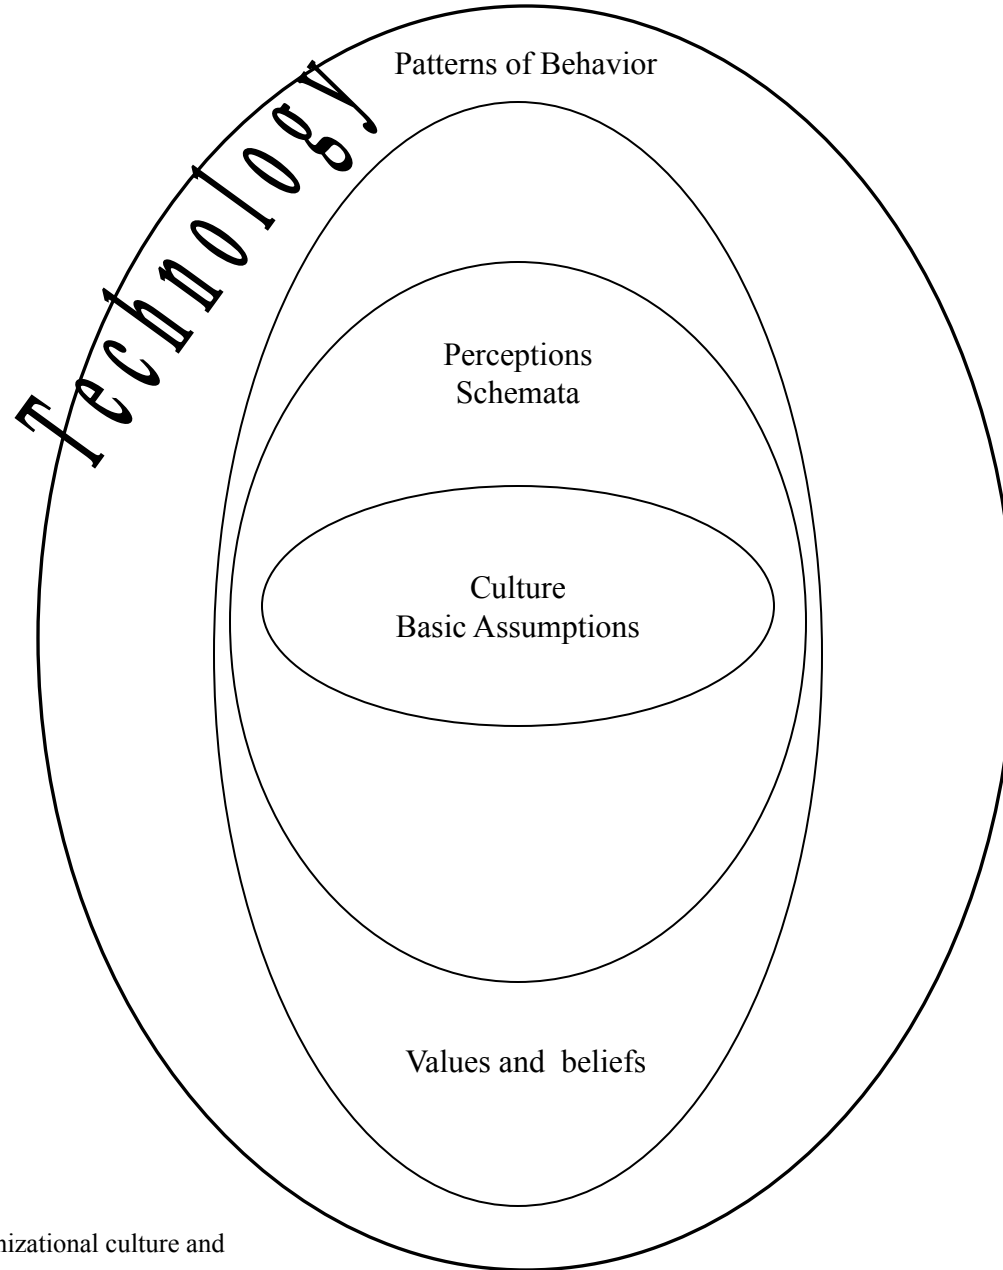 Patterns of Behavior
Technology
Perceptions
Schemata
Culture
Basic Assumptions
Values and  beliefs
nizational culture and